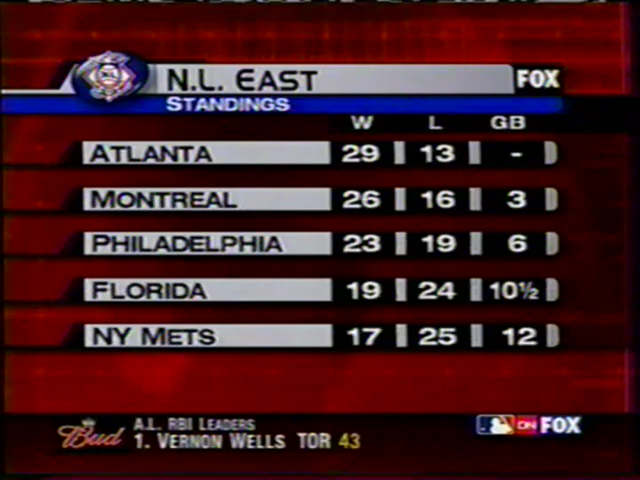 N.L. EAST FOX
STANDINGS
W L GB
ATLANTA 29 13 -
MONTREAL 26 16 3
PHILADELPHIA 23 19 6
FLORIDA 19 24 10½
NY METS 17 25 12
Bud A.L. RBI LEADERS
1. VERNON WELLS TOR 43
MLB ON FOX